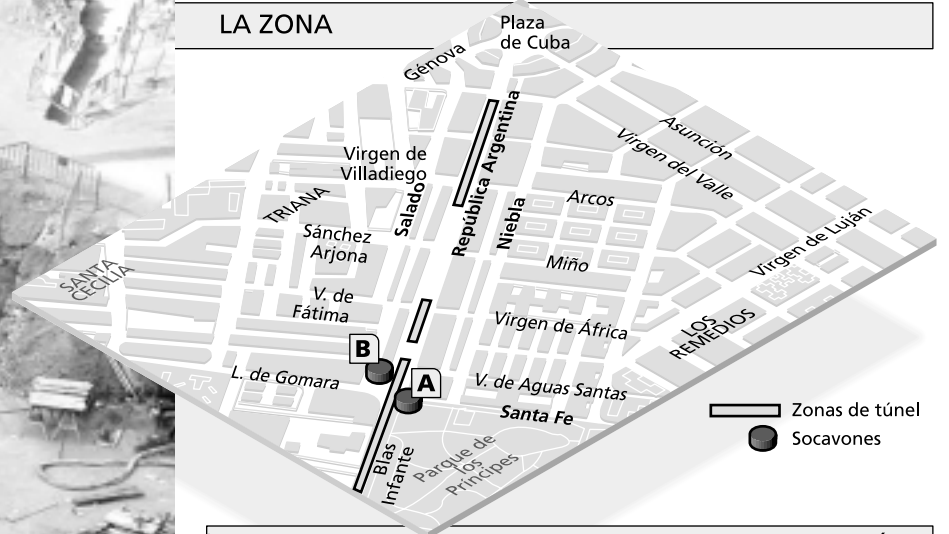 LA ZONA
Plaza
de Cuba
Génova
República Argentina
Asunción
Virgen del Valle
Virgen de
Villadiego
TRIANA
Salado
Niebla
Arcos
Sánchez
Arjona
Miño
Virgen de Luján
SANTA
CECILIA
V. de
Fátima
Virgen de África
LOS
REMEDIOS
B
A
L. de Gomara
V. de Aguas Santas
Santa Fe
Blas
Infante
Parque de
los
Príncipes
Zonas de túnel
Socavones